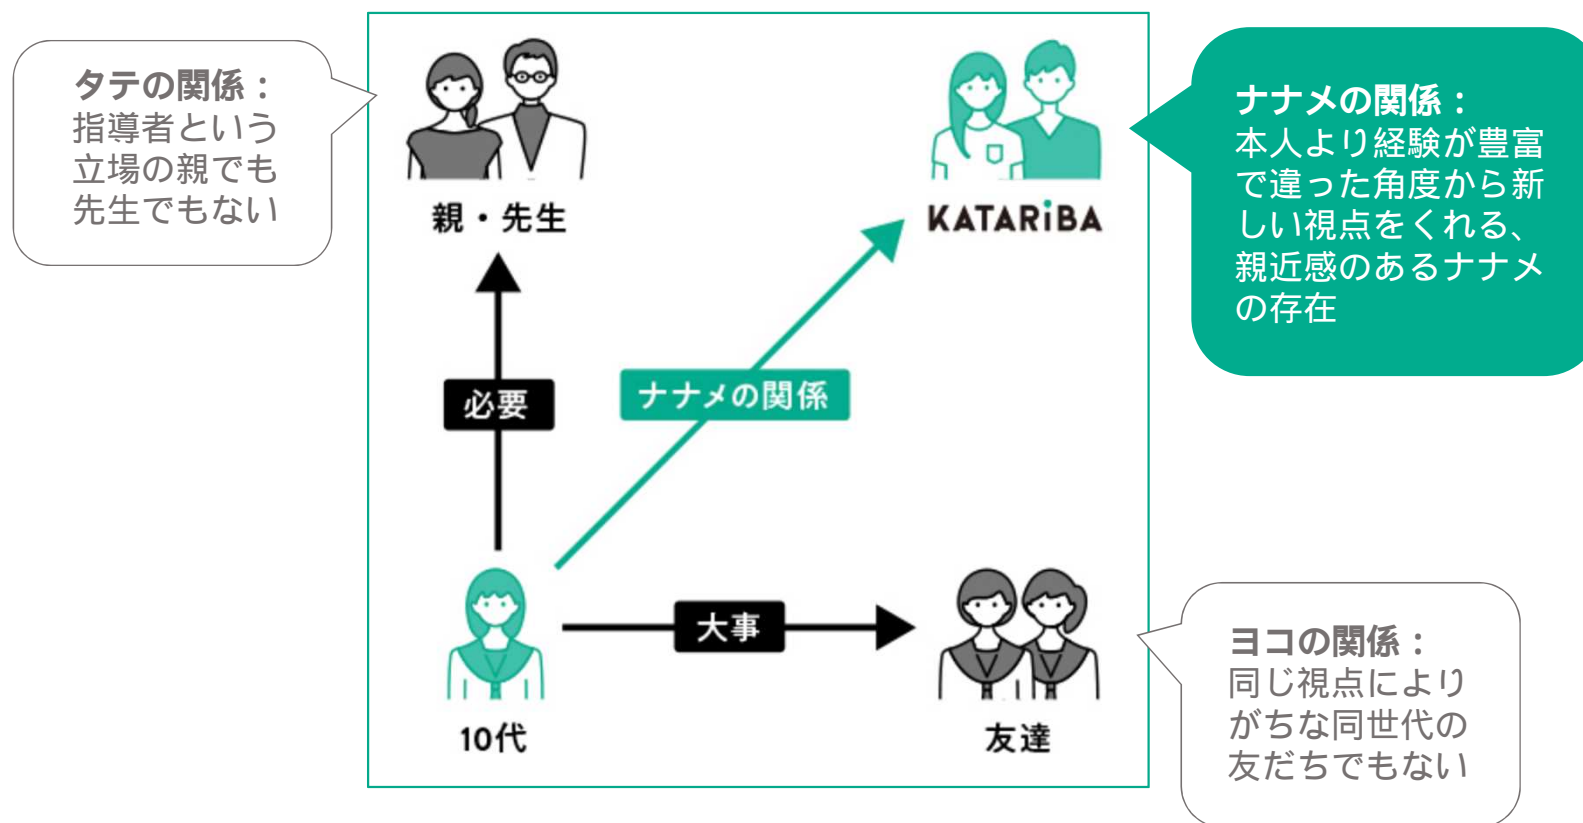 タテの関係：
指導者という
立場の親でも
先生でもない
親・先生
KATARiBA
ナナメの関係：
本人より経験が豊富
で違った角度から新
しい視点をくれる、
親近感のあるナナメ
の存在
必要
ナナメの関係
大事
10代
友達
ヨコの関係：
同じ視点により
がちな同世代の
友だちでもない